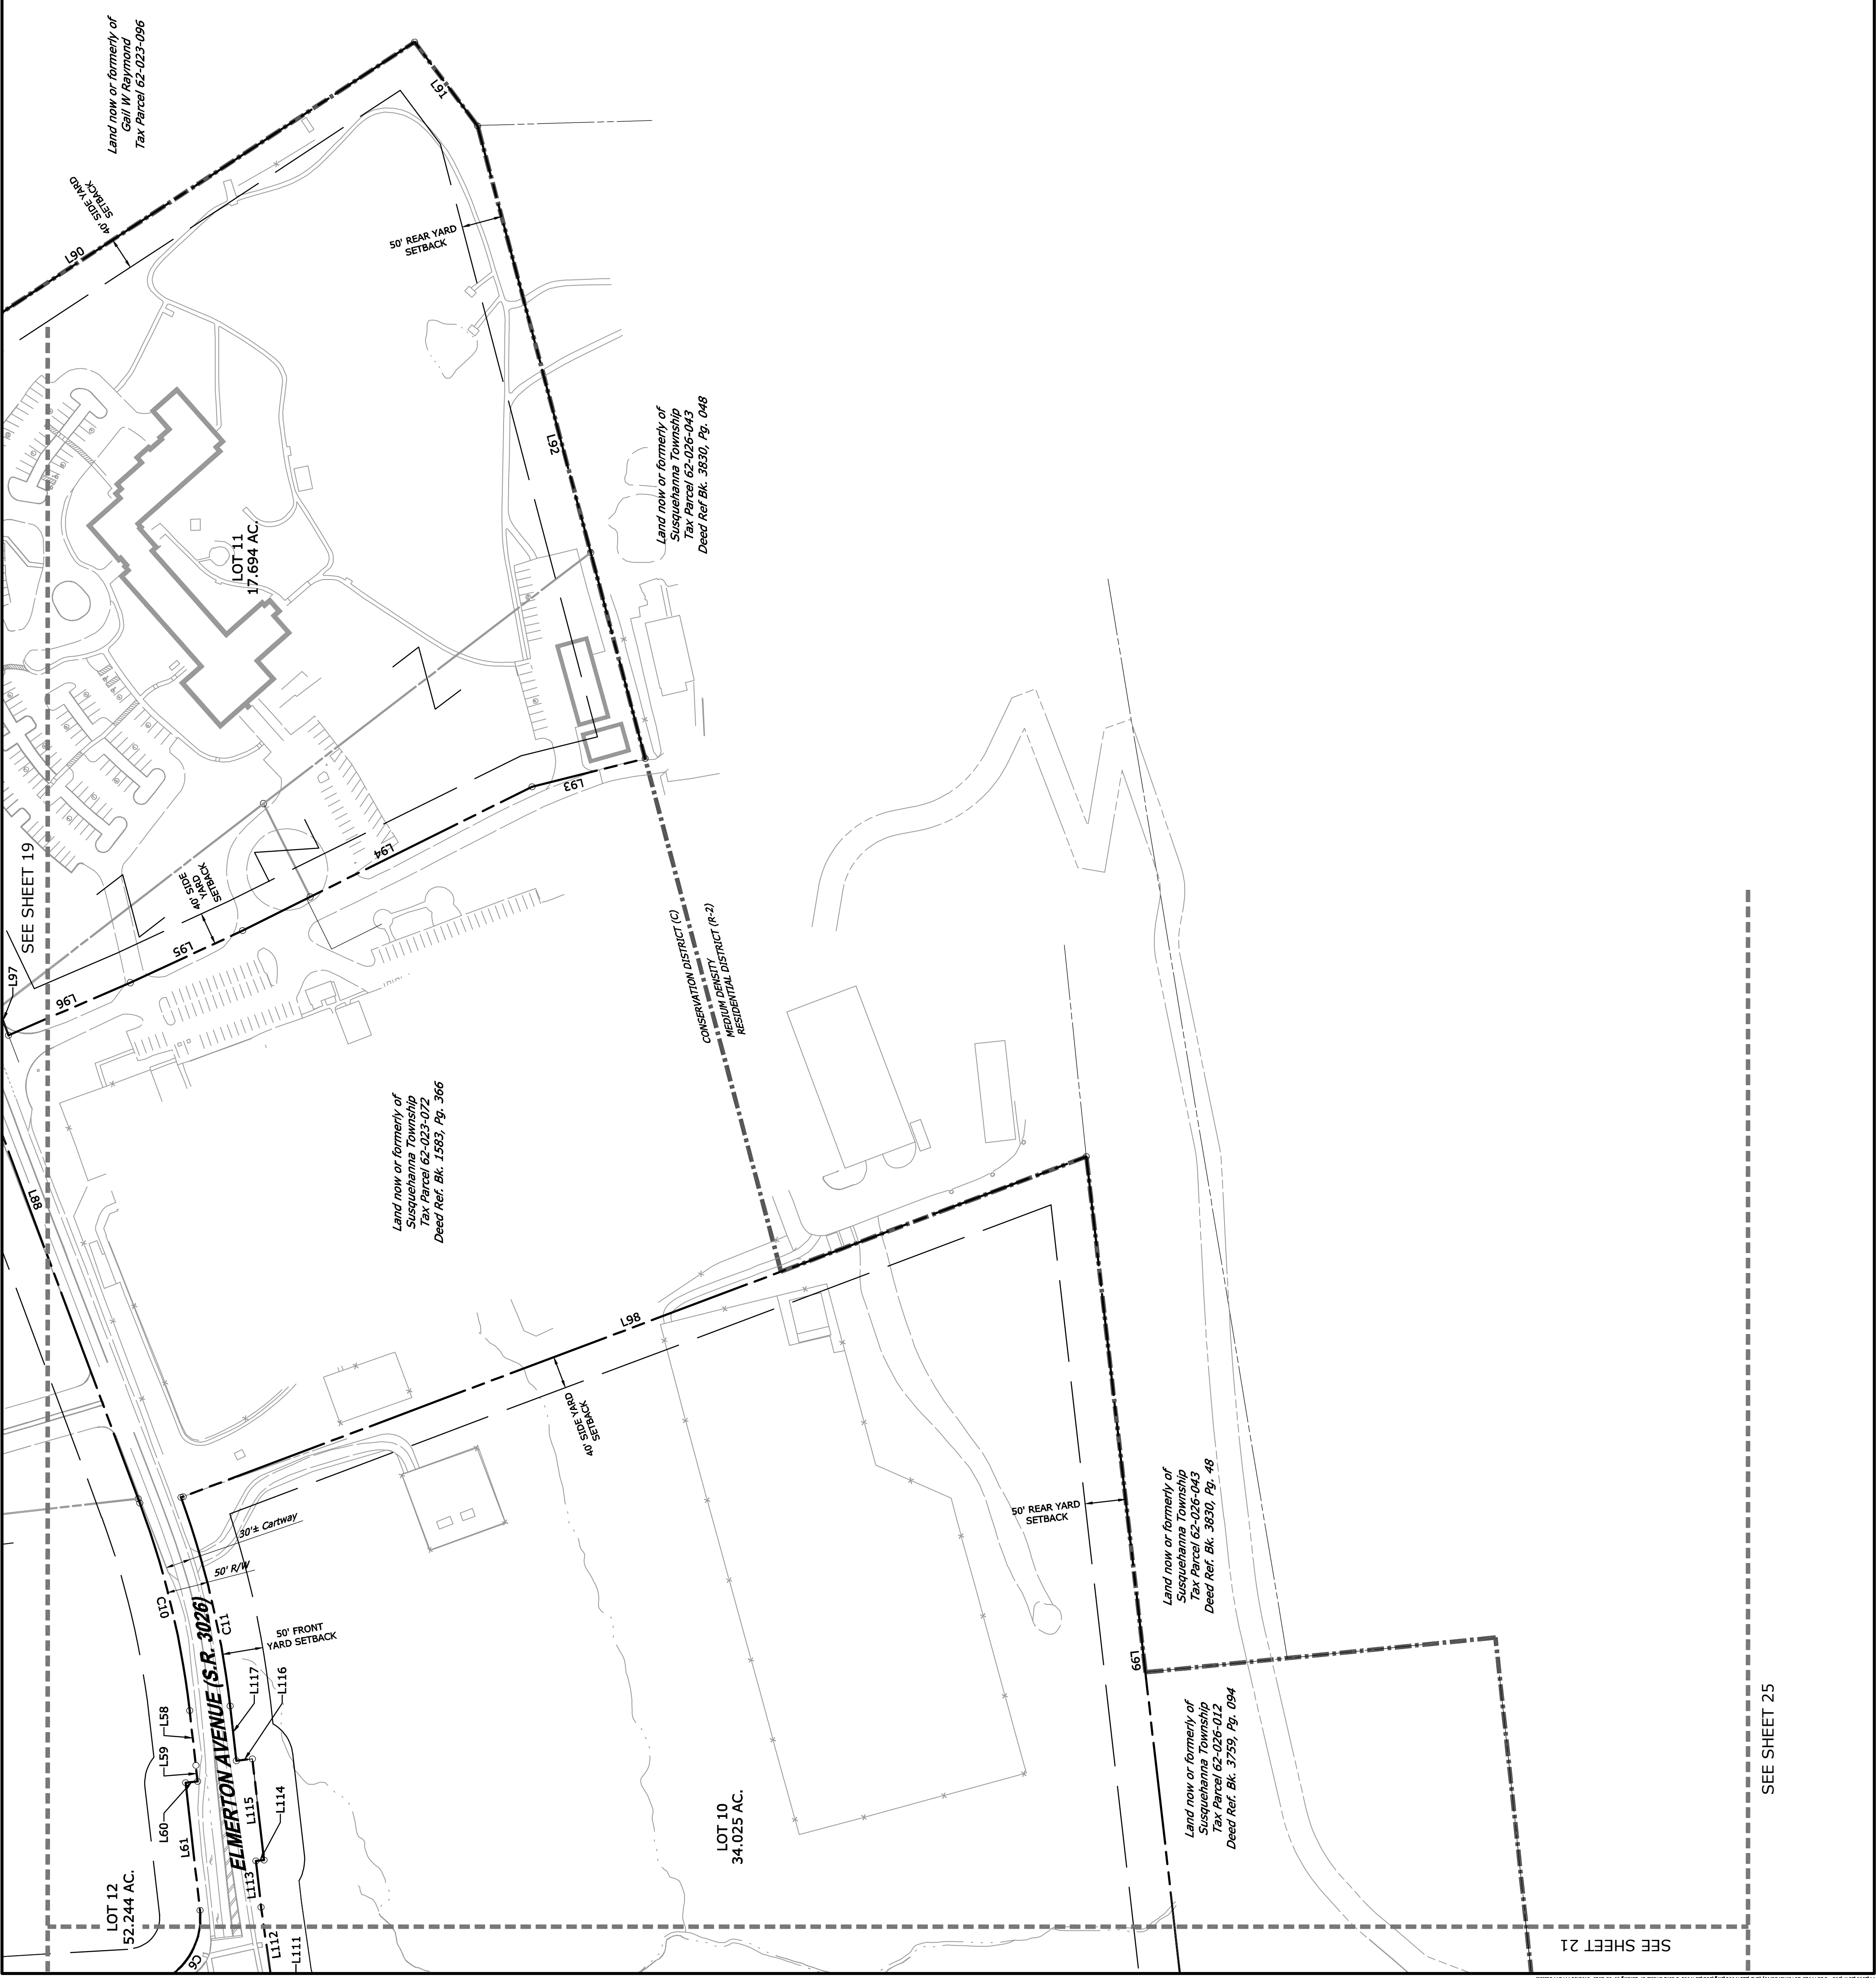 Land now or formerly of
Gail W Raymond
Tax Parcel 62-023-096
L91
40' SIDE YARD
SETBACK
L90
50' REAR YARD
SETBACK
L92
Land now or formerly of
Susquehanna Township
Tax Parcel 62-026-043
Deed Ref Bk. 3830, Pg. 048
LOT 11
17.694 AC.
SEE SHEET 19
L93
L94
40' SIDE
YARD
SETBACK
L95
L96
L97
CONSERVATION DISTRICT (C)
MEDIUM DENSITY
RESIDENTIAL DISTRICT (R-2)
Land now or formerly of
Susquehanna Township
Tax Parcel 62-023-072
Deed Ref. Bk. 1583, Pg. 366
L88
L98
40' SIDE YARD
SETBACK
30'± Cartway
50' R/W
C10
C11
50' FRONT
YARD SETBACK
ELMERTON AVENUE (S.R. 3026)
L117
L116
L58
L59
L60
L61
L115
L114
L113
L112
L111
C6
LOT 12
52.244 AC.
LOT 10
34.025 AC.
50' REAR YARD
SETBACK
Land now or formerly of
Susquehanna Township
Tax Parcel 62-026-043
Deed Ref. Bk. 3830, Pg. 48
L99
Land now or formerly of
Susquehanna Township
Tax Parcel 62-026-012
Deed Ref. Bk. 3759, Pg. 094
SEE SHEET 25
SEE SHEET 21